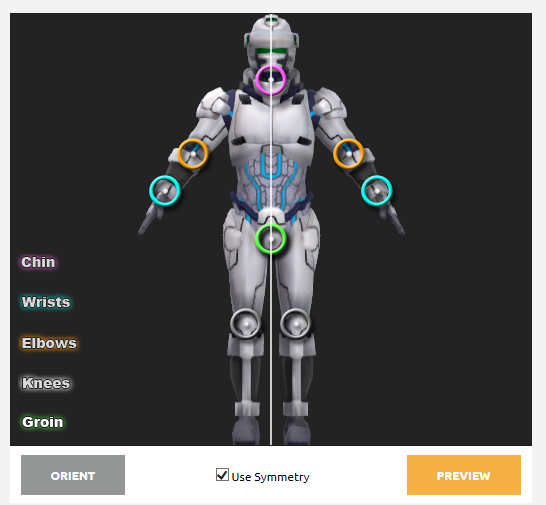 Chin
Wrists
Elbows
Knees
Groin
ORIENT
Use Symmetry
PREVIEW